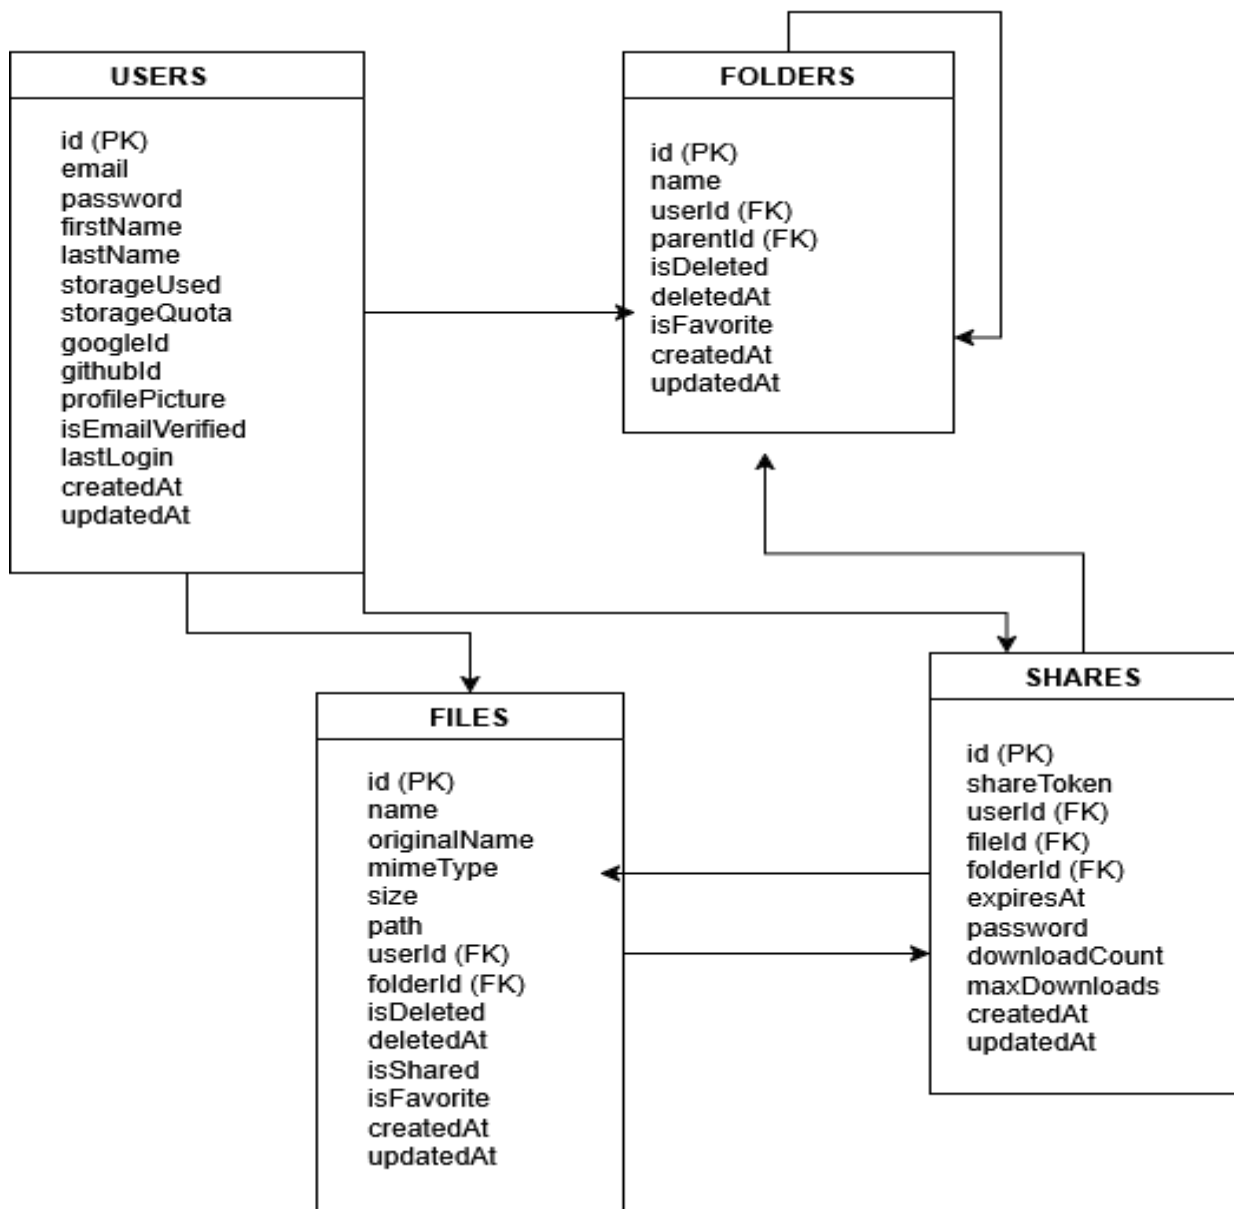 USERS
id (PK)
email
password
firstName
lastName
storageUsed
storageQuota
googleId
githubId
profilePicture
isEmailVerified
lastLogin
createdAt
updatedAt
FOLDERS
id (PK)
name
userId (FK)
parentId (FK)
isDeleted
deletedAt
isFavorite
createdAt
updatedAt
FILES
id (PK)
name
originalName
mimeType
size
path
userId (FK)
folderId (FK)
isDeleted
deletedAt
isShared
isFavorite
createdAt
updatedAt
SHARES
id (PK)
shareToken
userId (FK)
fileId (FK)
folderId (FK)
expiresAt
password
downloadCount
maxDownloads
createdAt
updatedAt